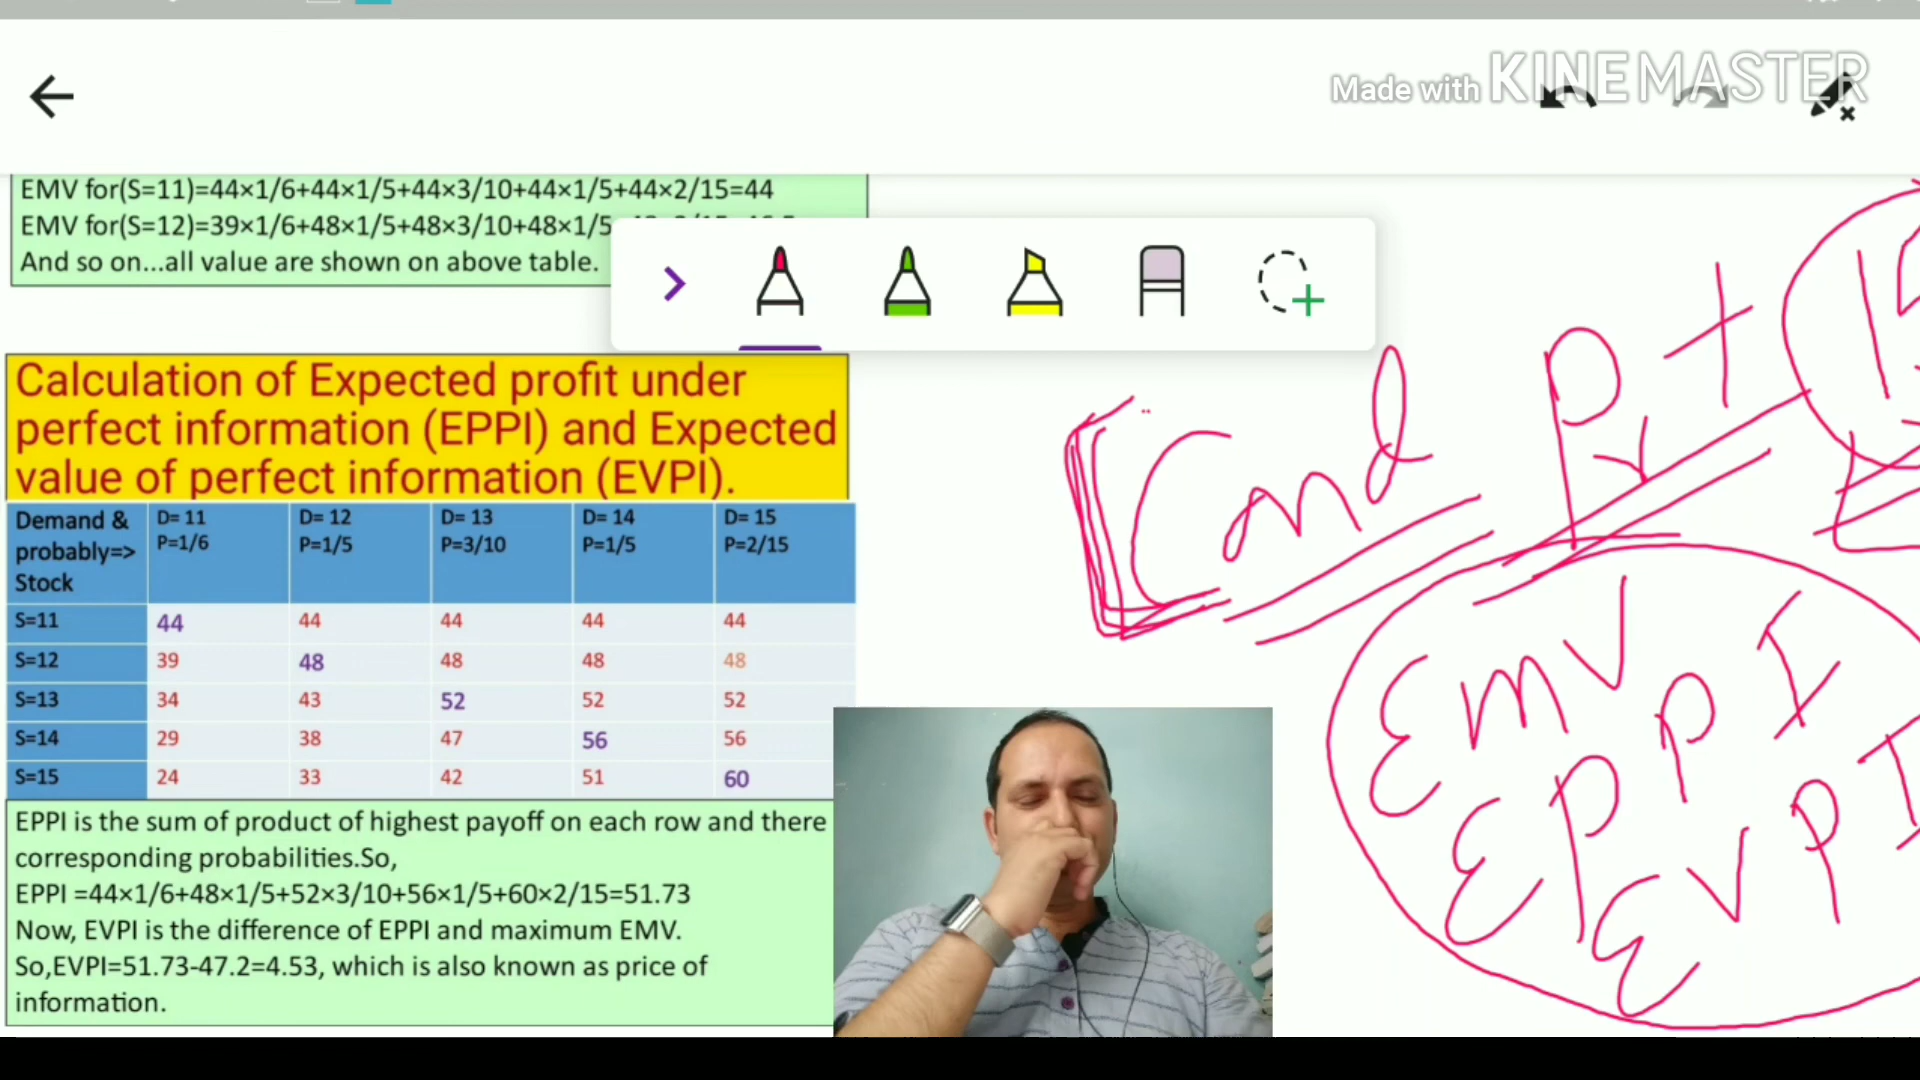 Made with KINEMASTER
EMV for(S=11)=44×1/6+44×1/5+44×3/10+44×1/5+44×2/15=44
EMV for(S=12)=39×1/6+48×1/5+48×3/10+48×1/5
And so on...all value are shown on above table.
Calculation of Expected profit under
perfect information (EPPI) and Expected
value of perfect information (EVPI).
Demand & probably=> Stock D= 11 P=1/6 D= 12 P=1/5 D= 13 P=3/10 D= 14 P=1/5 D= 15 P=2/15
S=11 44 44 44 44 44
S=12 39 48 48 48 48
S=13 34 43 52 52 52
S=14 29 38 47 56 56
S=15 24 33 42 51 60
EPPI is the sum of product of highest payoff on each row and there
corresponding probabilities.So,
EPPI =44×1/6+48×1/5+52×3/10+56×1/5+60×2/15=51.73
Now, EVPI is the difference of EPPI and maximum EMV.
So,EVPI=51.73-47.2=4.53, which is also known as price of
information.
Cond Pr +
EMV
EPPI
EVPI